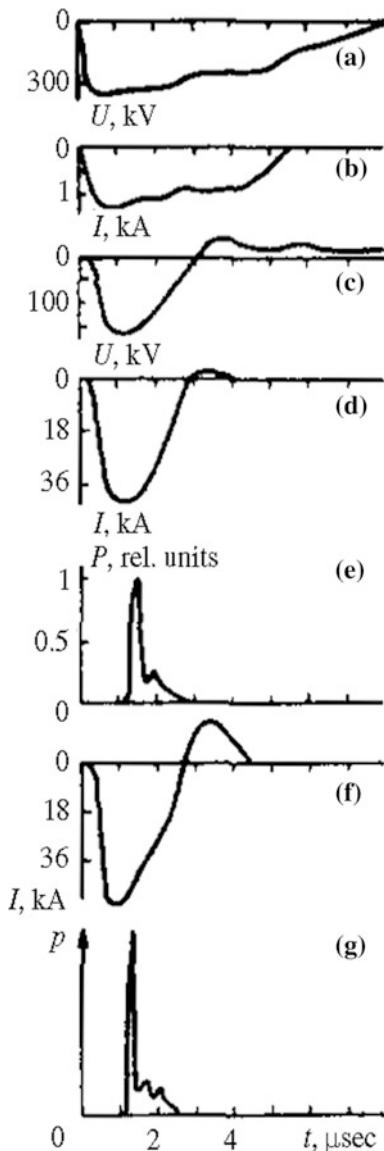 0
(a)
300
U, kV
0
(b)
1
I, kA
0
(c)
100
U, kV
0
(d)
18
36
I, kA
P, rel. units
1
(e)
0.5
0
0
(f)
18
36
I, kA
p
(g)
0 2 4 t, μsec